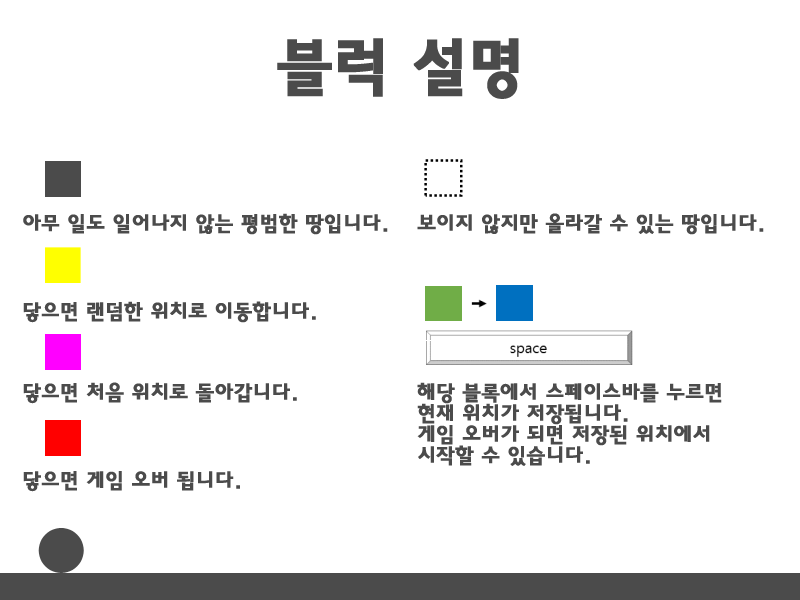 블럭 설명
아무 일도 일어나지 않는 평범한 땅입니다.
닿으면 랜덤한 위치로 이동합니다.
닿으면 처음 위치로 돌아갑니다.
닿으면 게임 오버 됩니다.
보이지 않지만 올라갈 수 있는 땅입니다.
space
해당 블록에서 스페이스바를 누르면
현재 위치가 저장됩니다.
게임 오버가 되면 저장된 위치에서
시작할 수 있습니다.